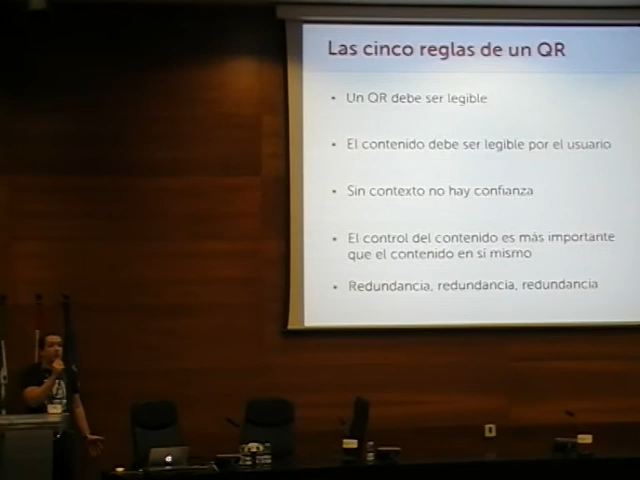 Las cinco reglas de un QR
• Un QR debe ser legible
• El contenido debe ser legible por el usuario
• Sin contexto no hay confianza
• El control del contenido es más importante
que el contenido en sí mismo
• Redundancia, redundancia, redundancia